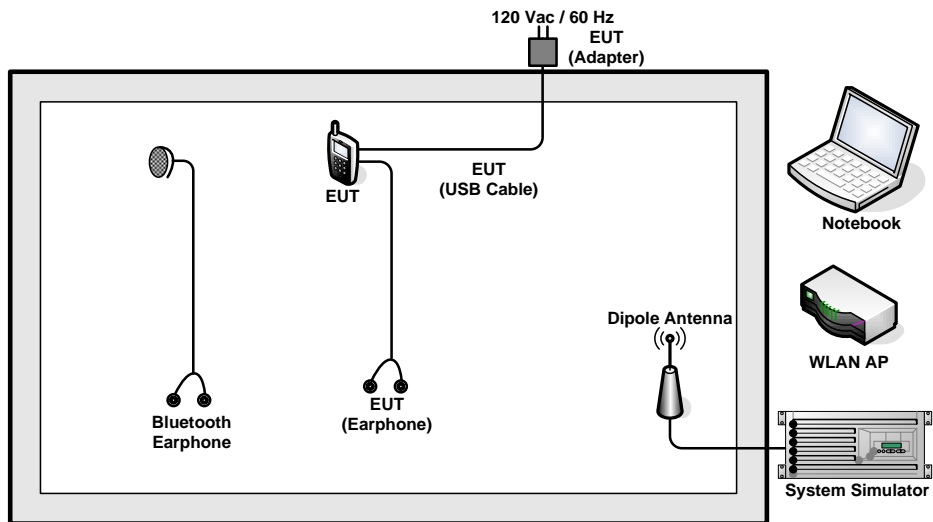 120 Vac / 60 Hz
EUT
(Adapter)
EUT
EUT
(USB Cable)
Notebook
Dipole Antenna
WLAN AP
Bluetooth
Earphone
EUT
(Earphone)
System Simulator